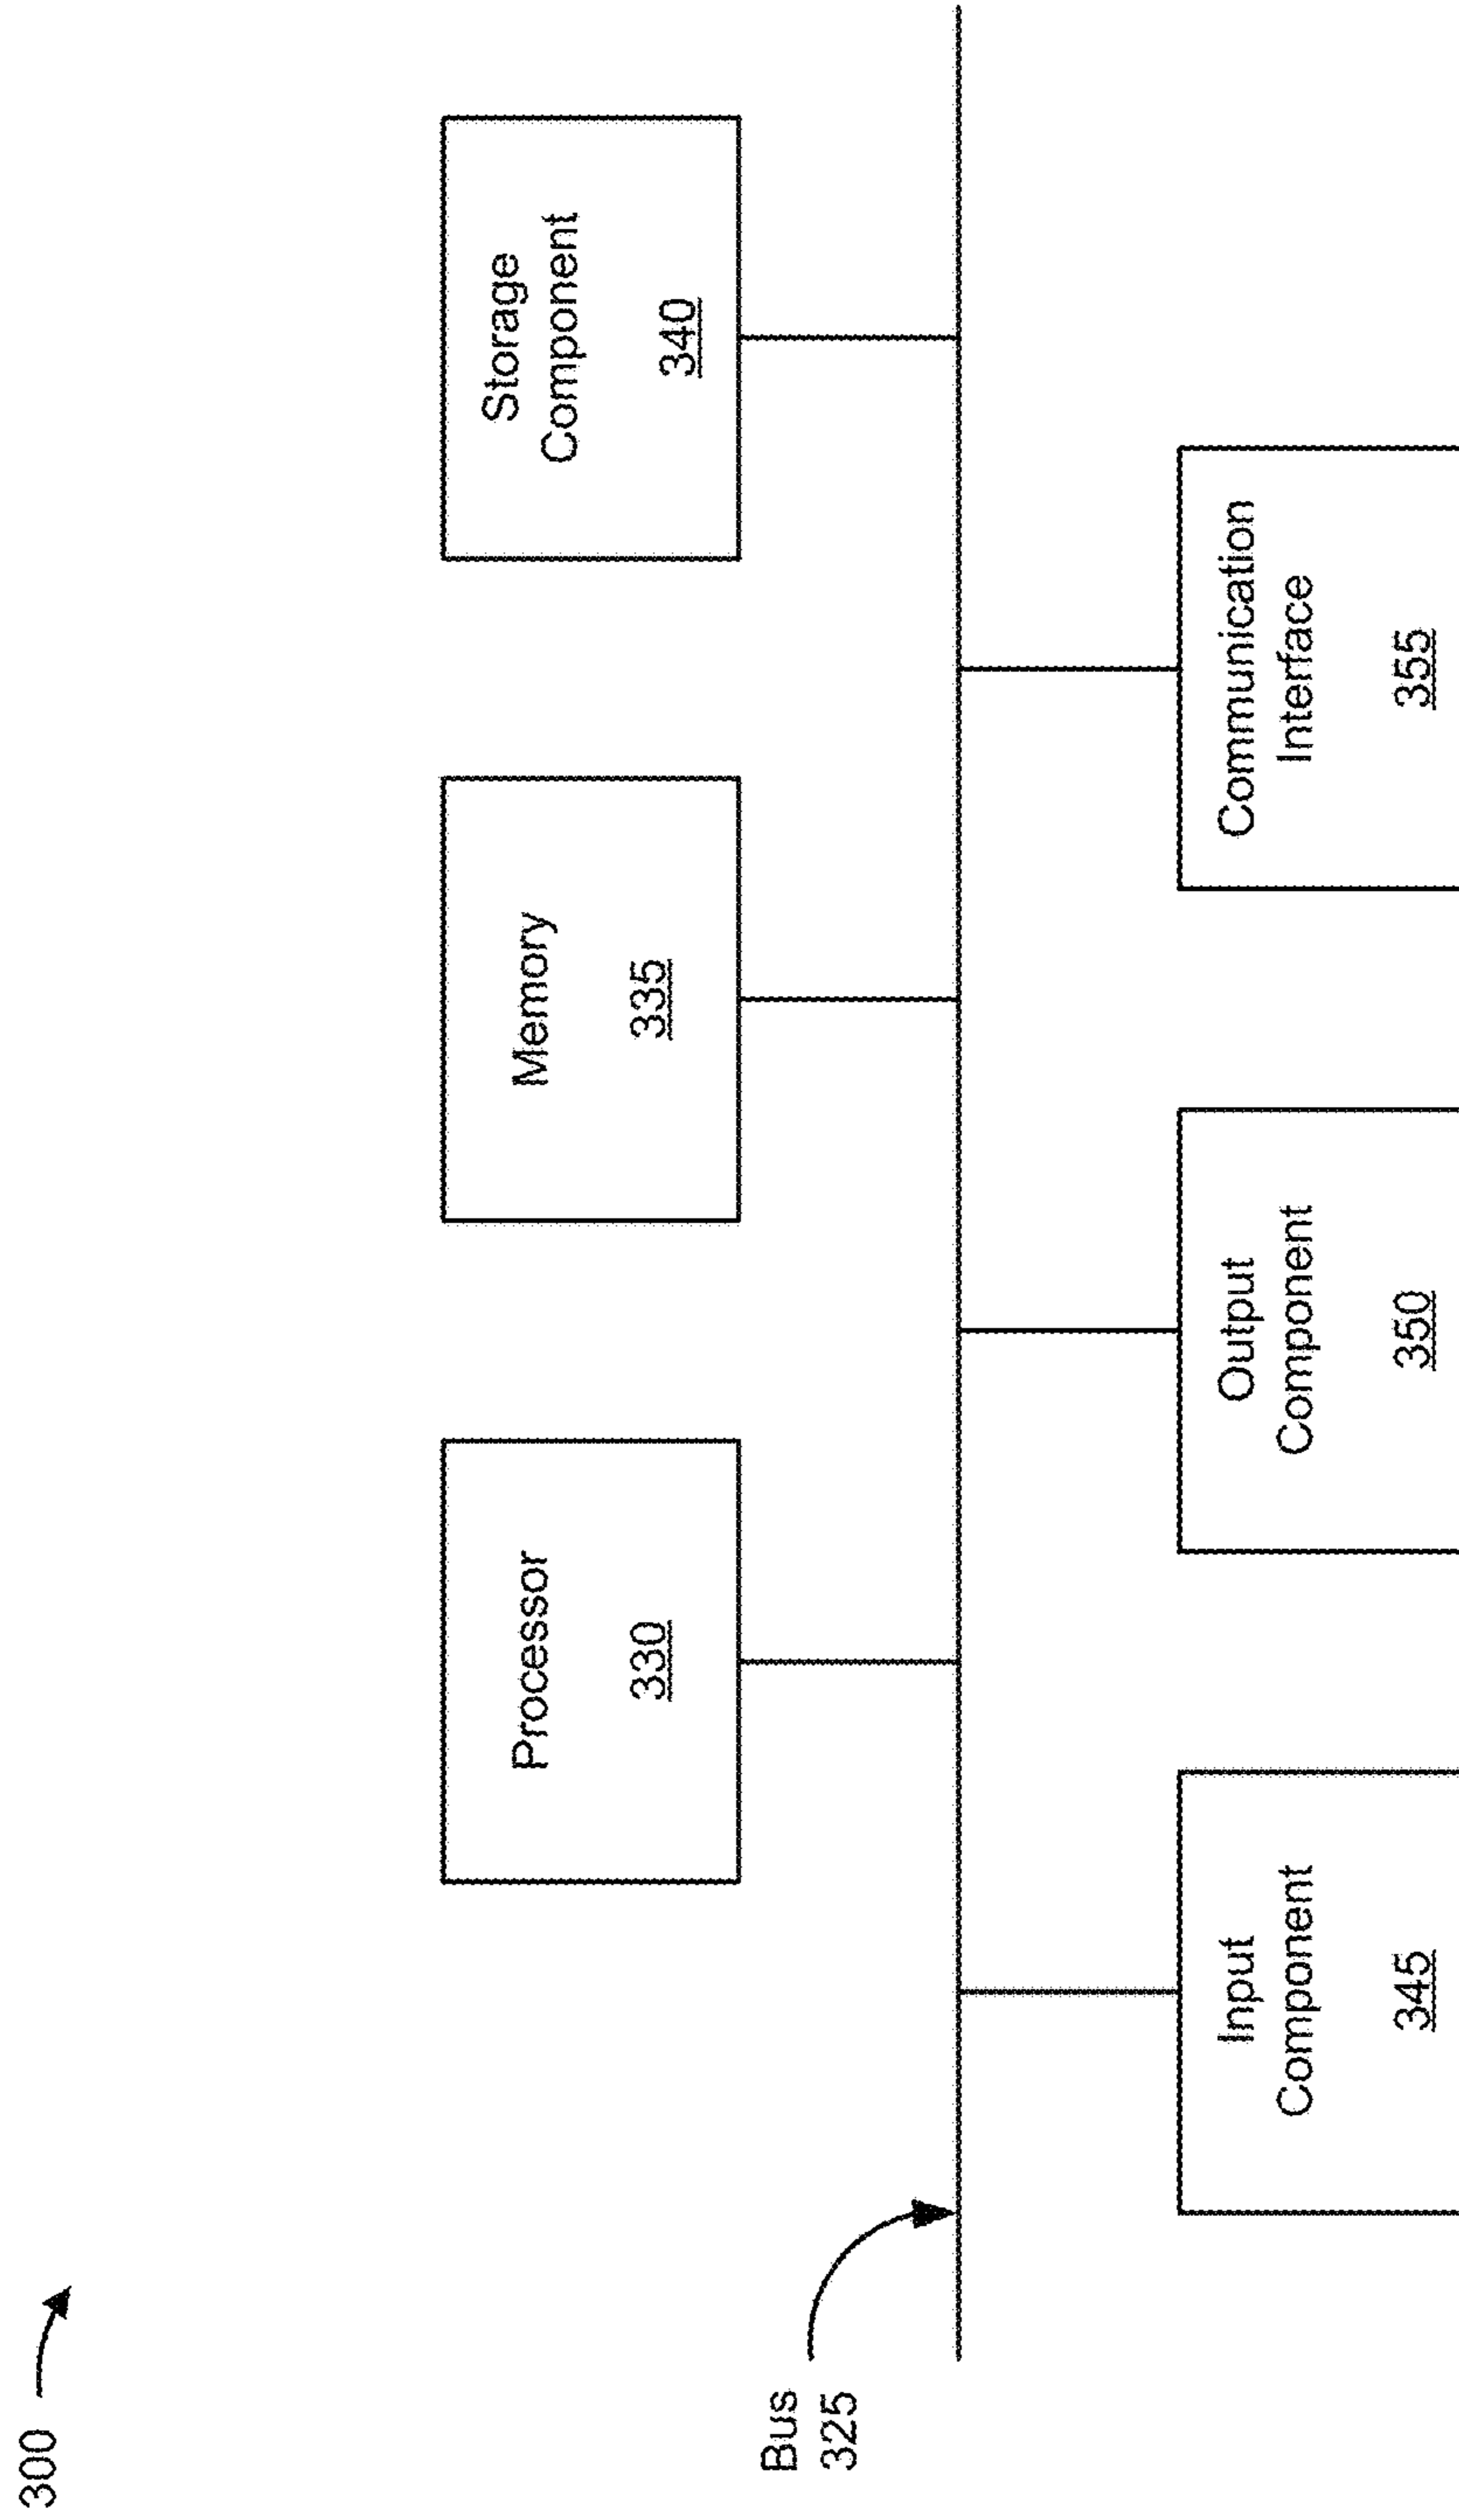 300
Processor
330
Memory
335
Storage
Component
340
Bus
325
Input
Component
345
Output
Component
350
Communication
Interface
355